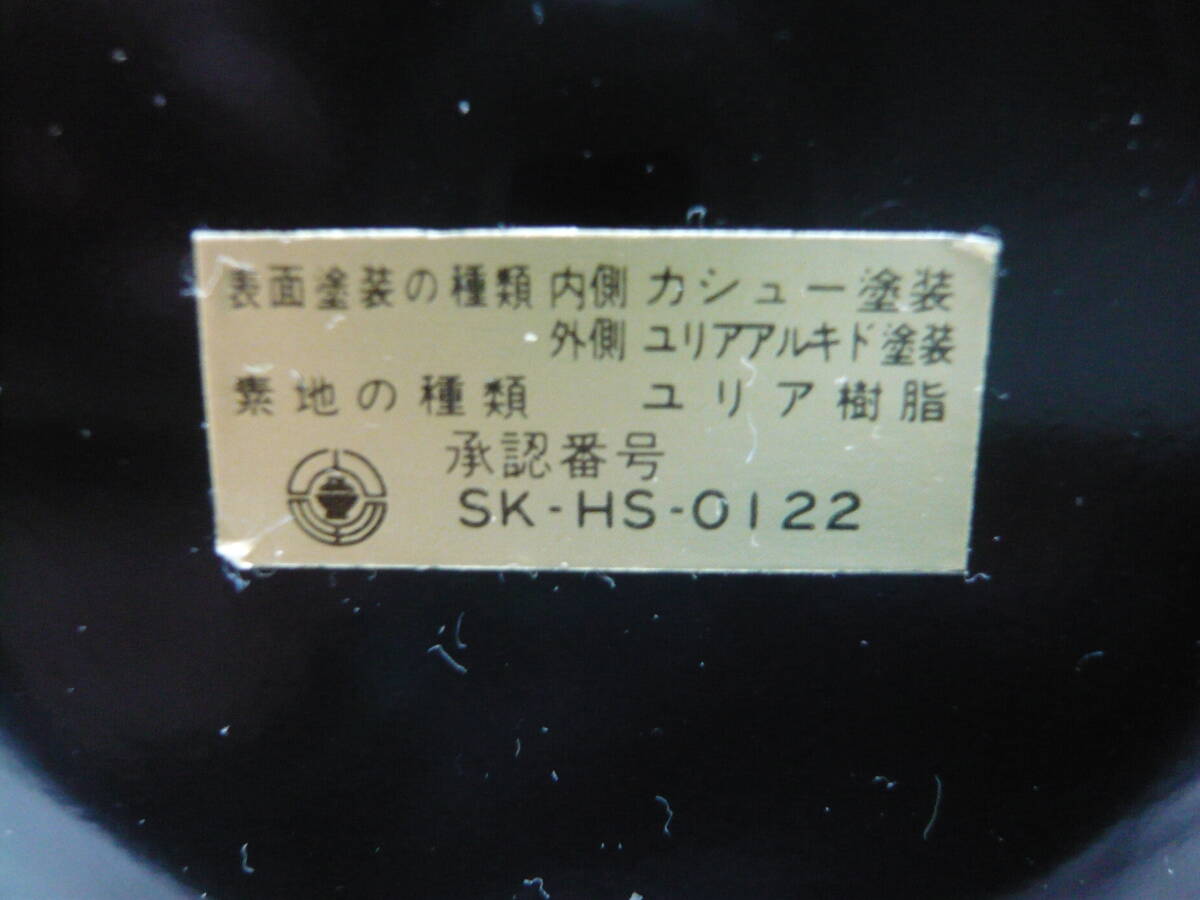 表面塗装の種類 内側 カシュー塗装
外側 ユリアアルキド塗装
素地の種類 ユリア樹脂
承認番号
SK-HS-0122